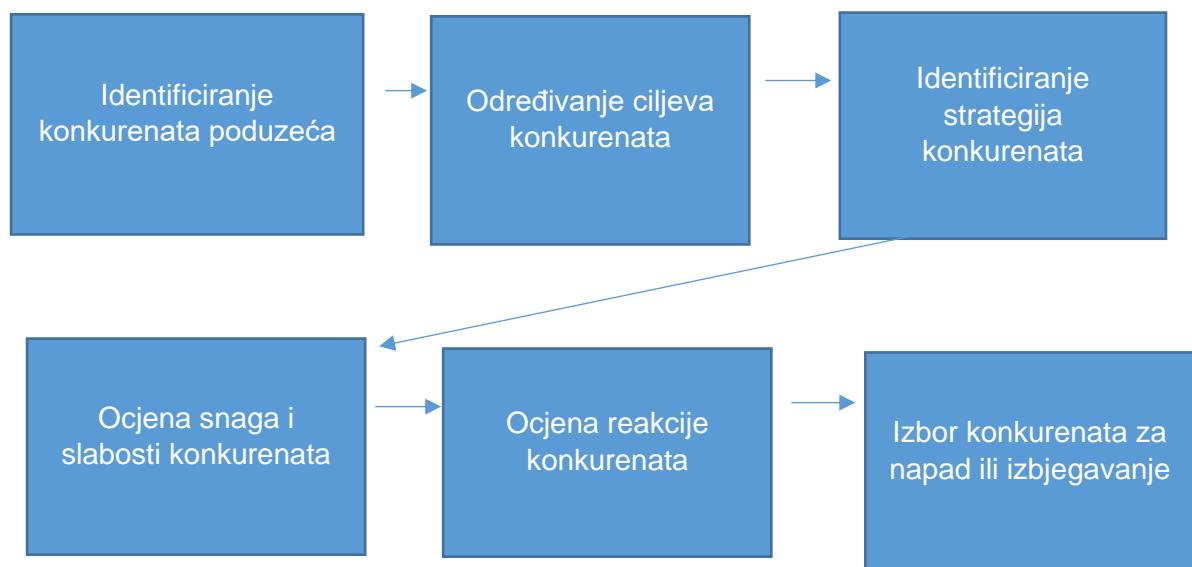 Identificiranje
konkurenata poduzeća
Određivanje ciljeva
konkurenata
Identificiranje
strategija
konkurenata
Ocjena snaga i
slabosti konkurenata
Ocjena reakcije
konkurenata
Izbor konkurenata za
napad ili izbjegavanje